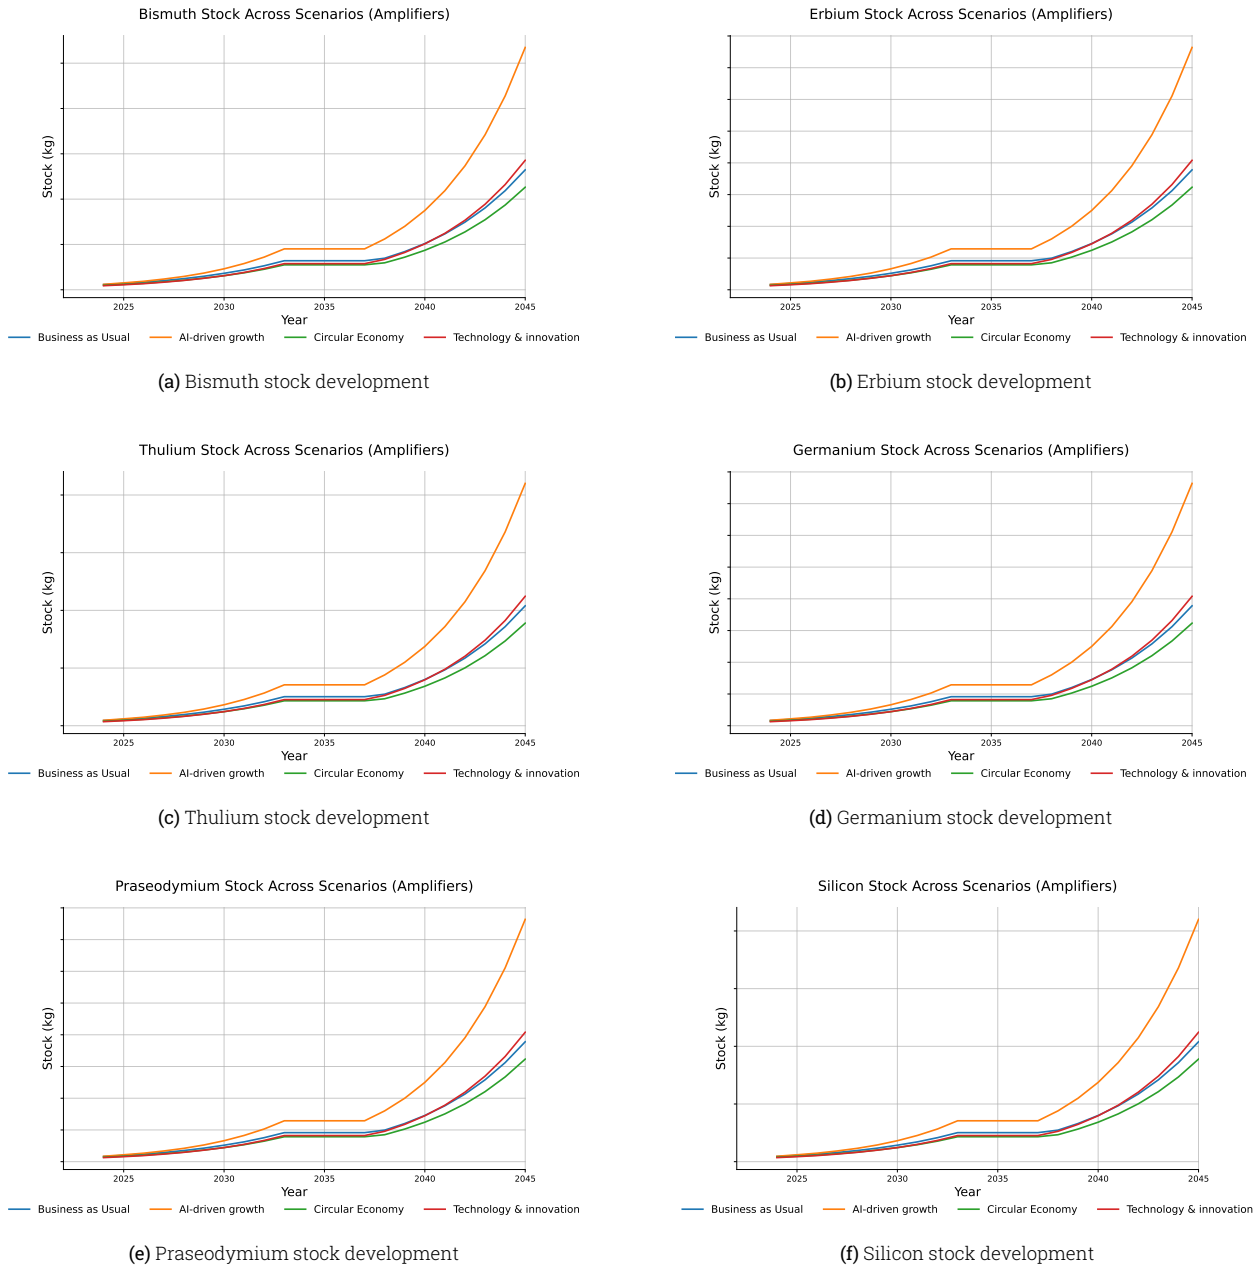 Bismuth Stock Across Scenarios (Amplifiers)
Stock (kg)
2025 2030 2035 2040 2045
Year
Business as Usual AI-driven growth Circular Economy Technology & innovation
(a) Bismuth stock development
Erbium Stock Across Scenarios (Amplifiers)
Stock (kg)
2025 2030 2035 2040 2045
Year
Business as Usual AI-driven growth Circular Economy Technology & innovation
(b) Erbium stock development
Thulium Stock Across Scenarios (Amplifiers)
Stock (kg)
2025 2030 2035 2040 2045
Year
Business as Usual AI-driven growth Circular Economy Technology & innovation
(c) Thulium stock development
Germanium Stock Across Scenarios (Amplifiers)
Stock (kg)
2025 2030 2035 2040 2045
Year
Business as Usual AI-driven growth Circular Economy Technology & innovation
(d) Germanium stock development
Praseodymium Stock Across Scenarios (Amplifiers)
Stock (kg)
2025 2030 2035 2040 2045
Year
Business as Usual AI-driven growth Circular Economy Technology & innovation
(e) Praseodymium stock development
Silicon Stock Across Scenarios (Amplifiers)
Stock (kg)
2025 2030 2035 2040 2045
Year
Business as Usual AI-driven growth Circular Economy Technology & innovation
(f) Silicon stock development